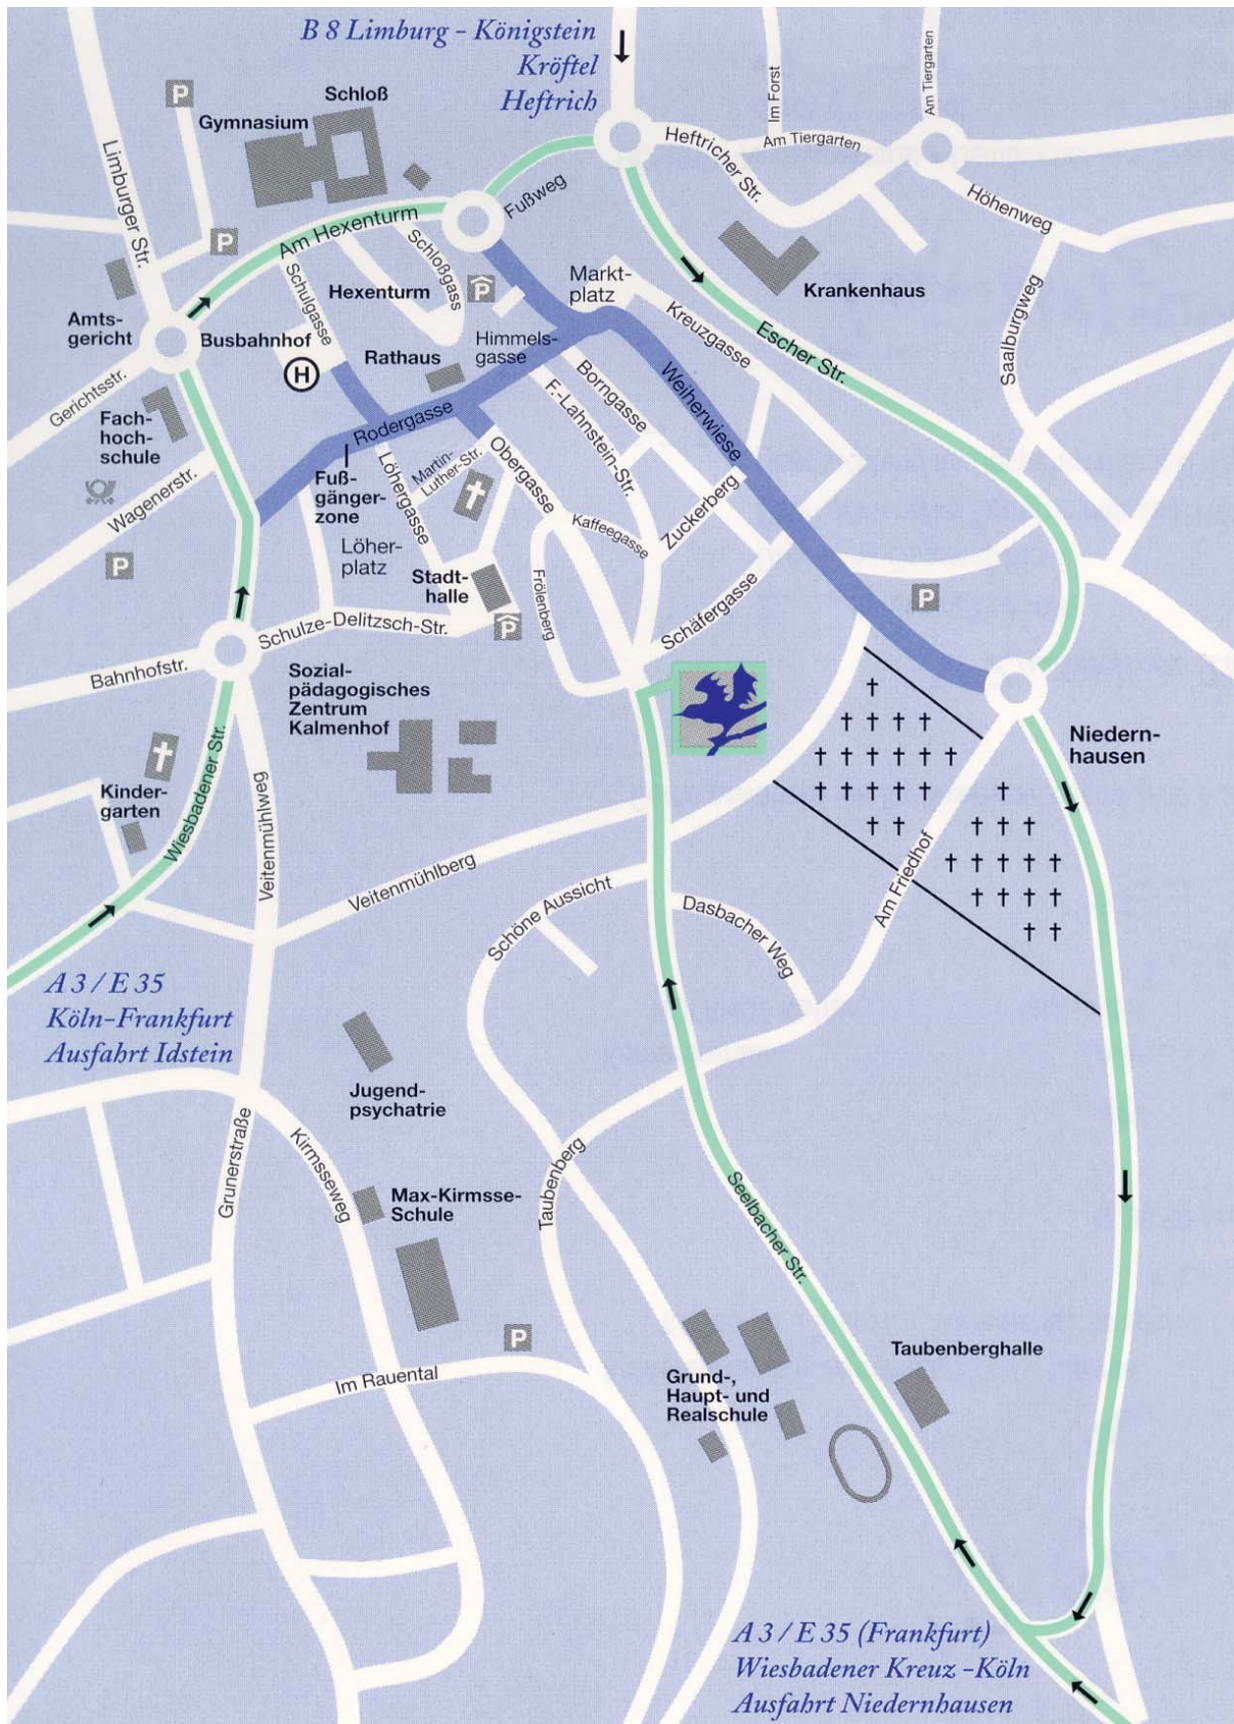 B 8 Limburg - Königstein
Kröftel
Heftrich
P
Schloß
Gymnasium
Limburger Str.
Am Hexenturm
Fußweg
Heftricher Str.
Im Forst
Am Tiergarten
Am Tiergarten
Höhenweg
P
Schulgasse
Schloßgass
Hexenturm
P
Markt-
platz
Krankenhaus
Amts-
gericht
Busbahnhof
H
Rathaus
Himmels-
gasse
Kreuzgasse
Escher Str.
Saalburgweg
Gerichtsstr.
Fach-
hoch-
schule
Rodergasse
Borngasse
F.-Lahnstein-Str.
Weiherwiese
Wagenerstr.
Fuß-
gänger-
zone
Löhergasse
Martin-
Luther-Str.
Obergasse
Kaffeegasse
Zuckerberg
P
Löher-
platz
Stadt-
halle
Frölenberg
Schäfergasse
P
Schulze-Delitzsch-Str.
P
Bahnhofstr.
Sozial-
pädagogisches
Zentrum
Kalmenhof
Niedern-
hausen
Kinder-
garten
Wiesbadener Str.
Veitenmühlweg
Veitenmühlberg
Schöne Aussicht
Dasbacher Weg
Am Friedhof
A 3 / E 35
Köln-Frankfurt
Ausfahrt Idstein
Jugend-
psychatrie
Grunerstraße
Kirmsseweg
Max-Kirmsse-
Schule
Taubenberg
Seelbacher Str.
P
Im Rauental
Grund-,
Haupt- und
Realschule
Taubenberghalle
A 3 / E 35 (Frankfurt)
Wiesbadener Kreuz -Köln
Ausfahrt Niedernhausen